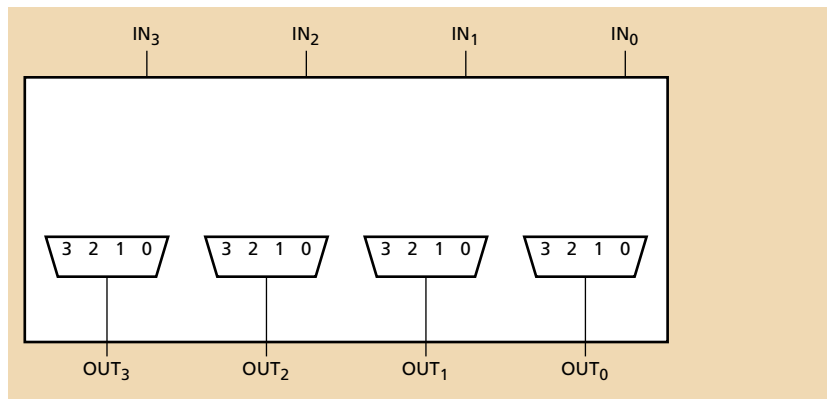 IN3 IN2 IN1 IN0
3 2 1 0 3 2 1 0 3 2 1 0 3 2 1 0
OUT3 OUT2 OUT1 OUT0